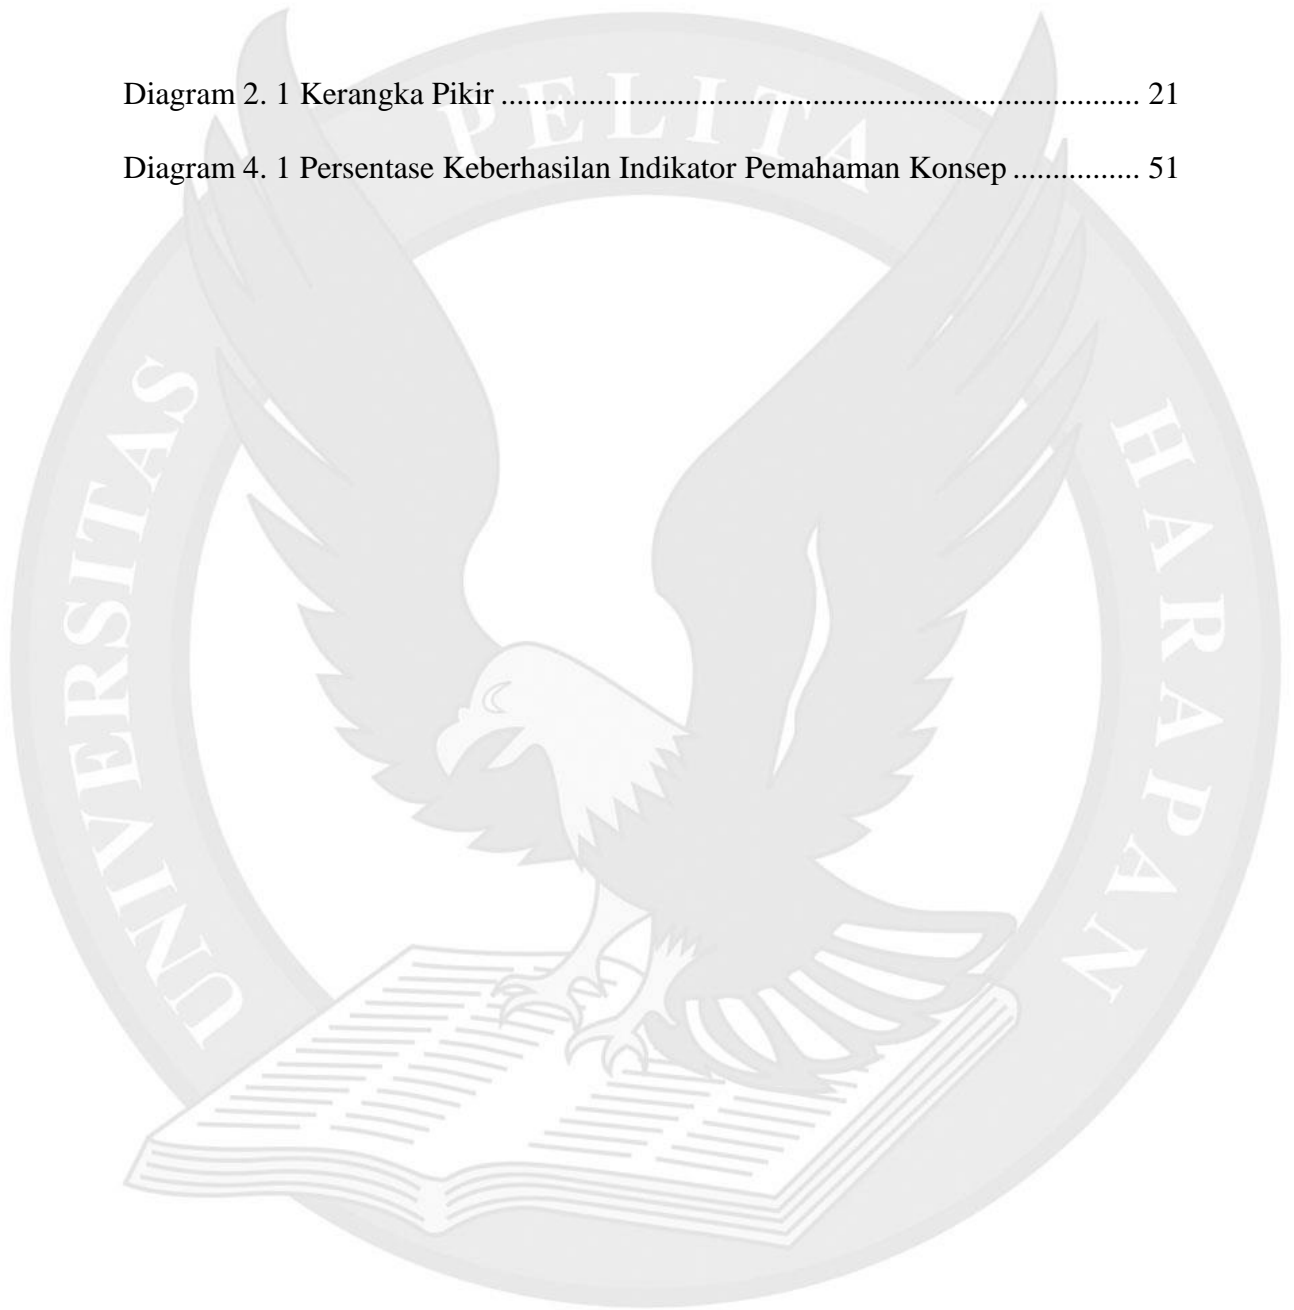 Diagram 2. 1 Kerangka Pikir ................................................................................ 21
Diagram 4. 1 Persentase Keberhasilan Indikator Pemahaman Konsep ................ 51
UNIVERSITAS PELITA HARAPAN